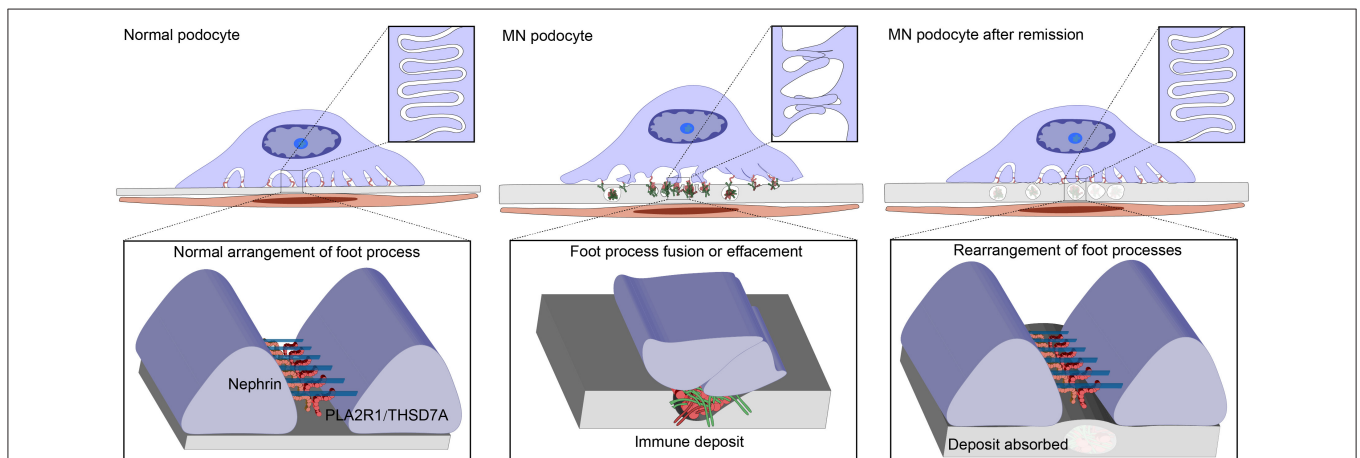 Normal podocyte
MN podocyte
MN podocyte after remission
Normal arrangement of foot process
Nephrin
PLA2R1/THSD7A
Foot process fusion or effacement
Immune deposit
Rearrangement of foot processes
Deposit absorbed